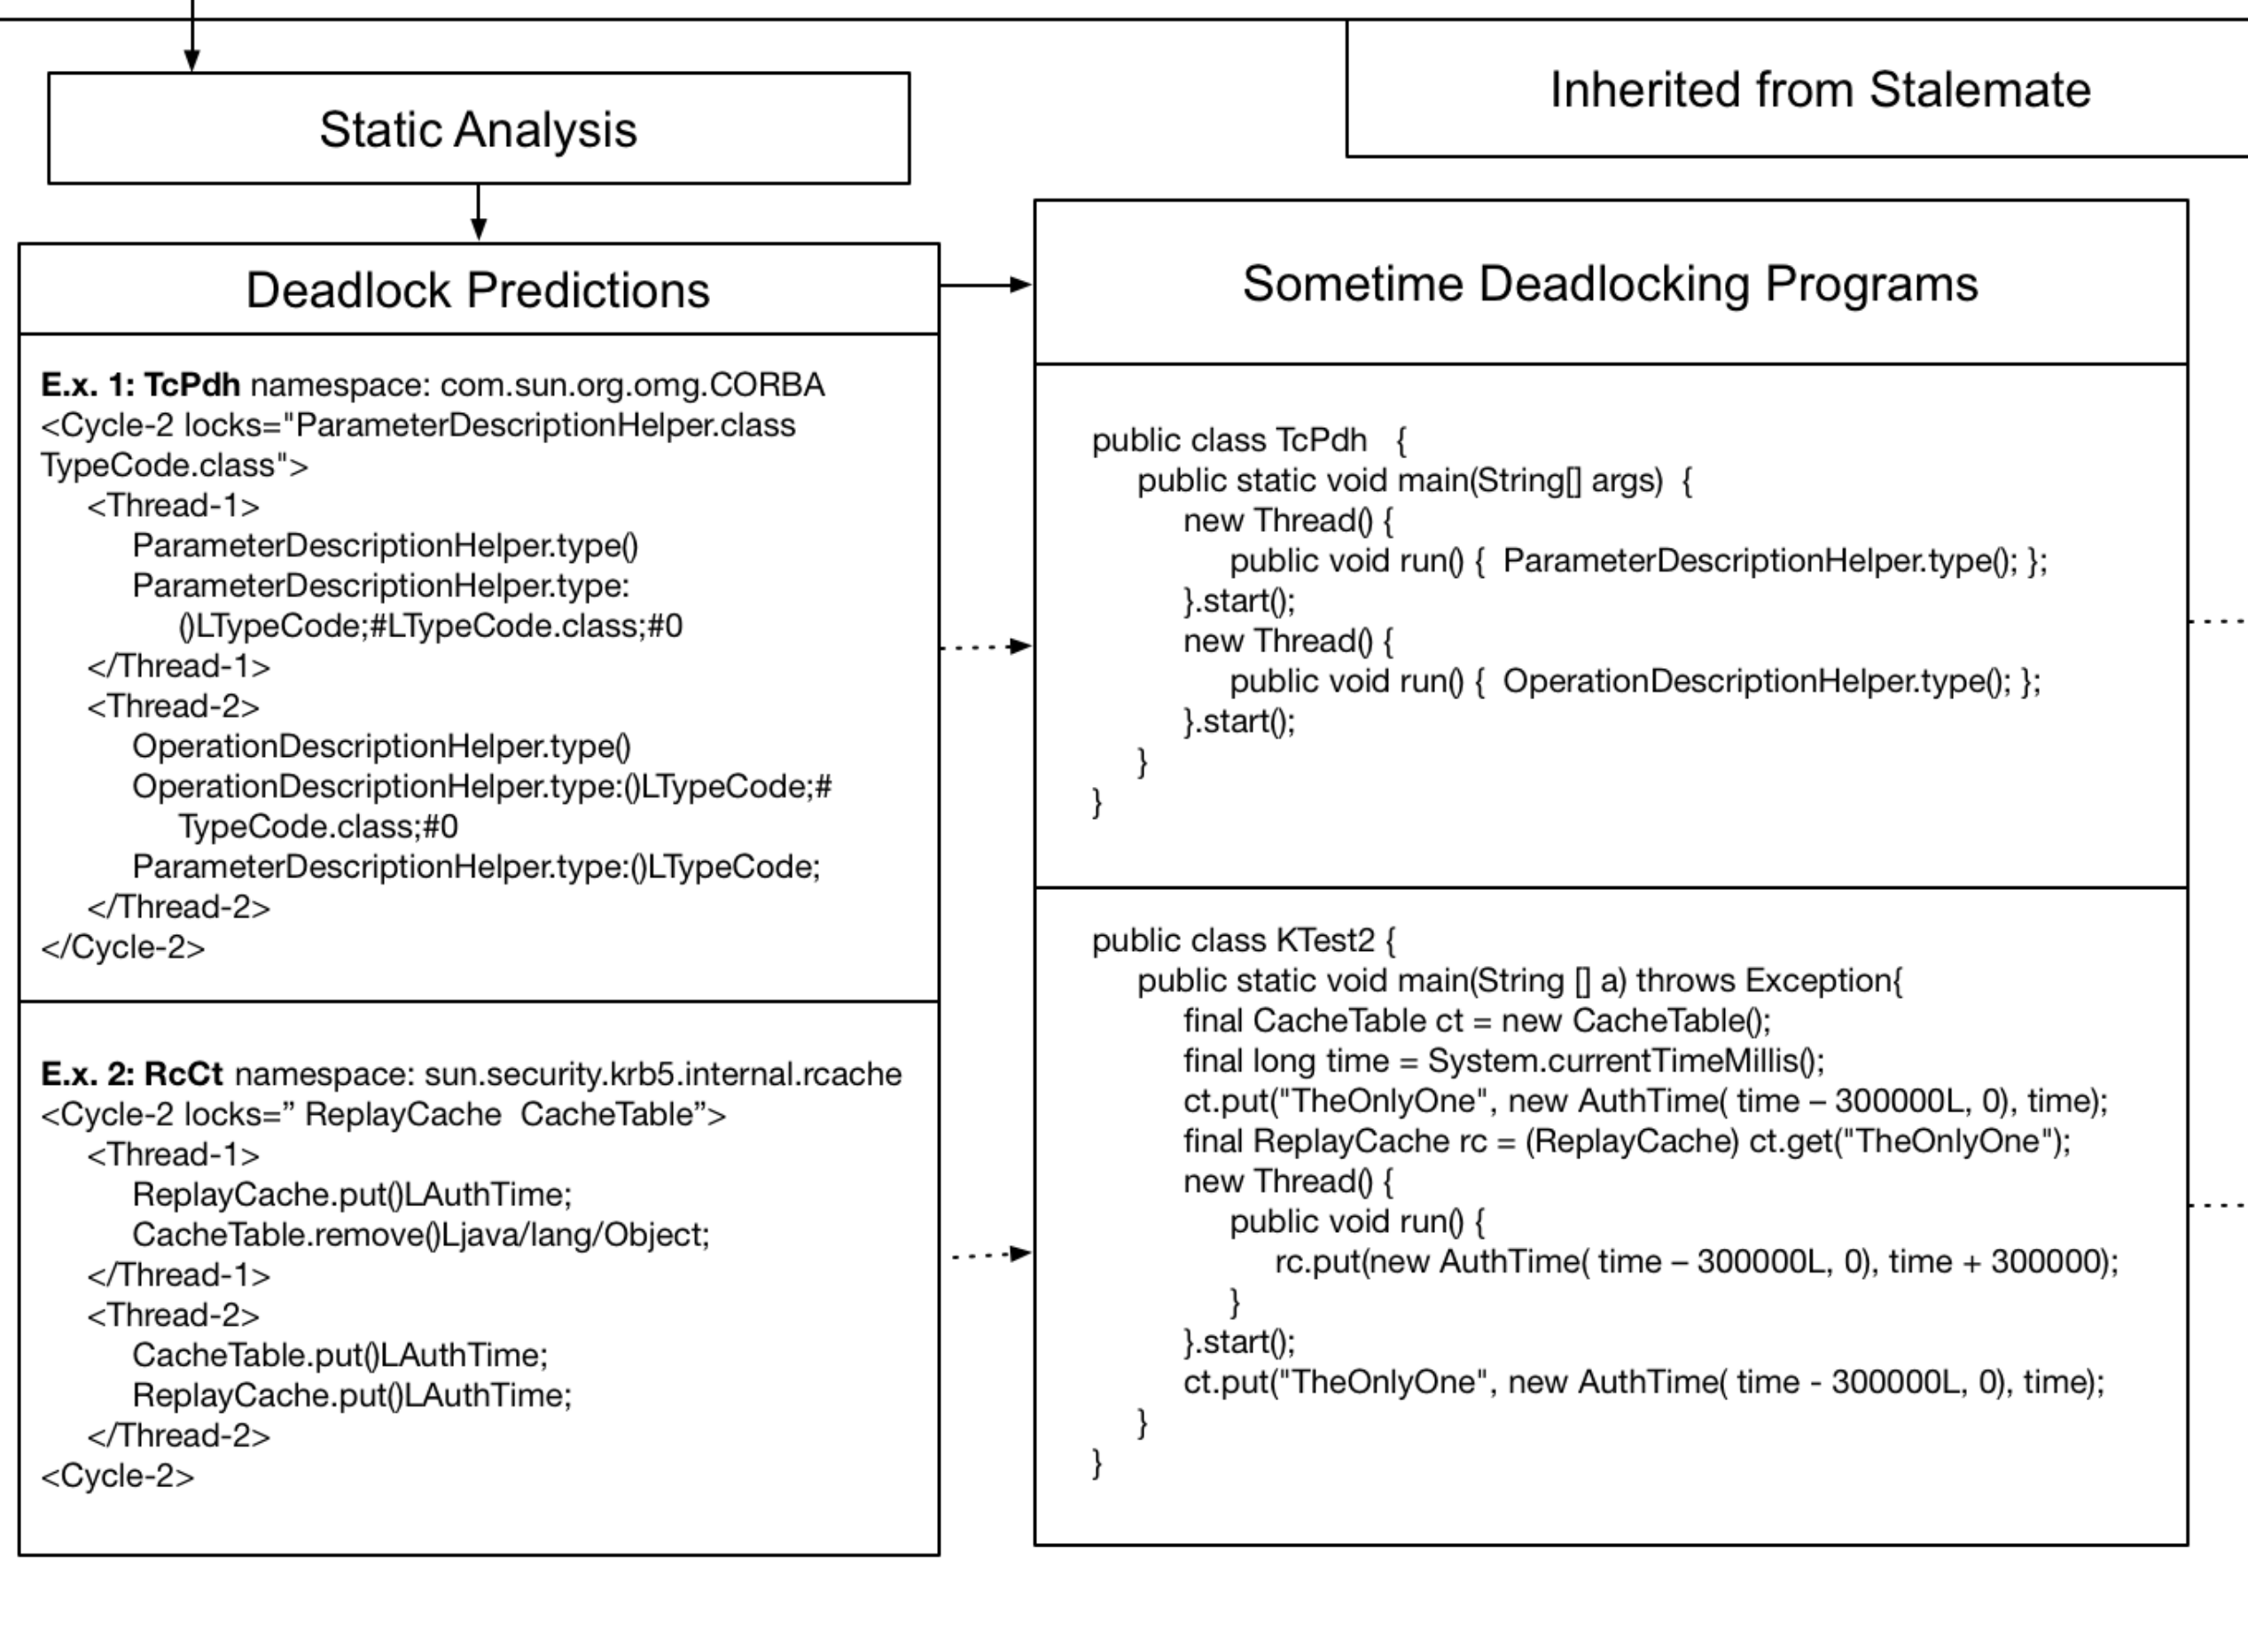 Static Analysis
Inherited from Stalemate
Deadlock Predictions
E.x. 1: TcPdh namespace: com.sun.org.omg.CORBA
<Cycle-2 locks="ParameterDescriptionHelper.class
TypeCode.class">
<Thread-1>
ParameterDescriptionHelper.type()
ParameterDescriptionHelper.type:
()LTypeCode;#LTypeCode.class;#0
</Thread-1>
<Thread-2>
OperationDescriptionHelper.type()
OperationDescriptionHelper.type:()LTypeCode;#
TypeCode.class;#0
ParameterDescriptionHelper.type:()LTypeCode;
</Thread-2>
</Cycle-2>
E.x. 2: RcCt namespace: sun.security.krb5.internal.rcache
<Cycle-2 locks=” ReplayCache  CacheTable”>
<Thread-1>
ReplayCache.put()LAuthTime;
CacheTable.remove()Ljava/lang/Object;
</Thread-1>
<Thread-2>
CacheTable.put()LAuthTime;
ReplayCache.put()LAuthTime;
</Thread-2>
<Cycle-2>
Sometime Deadlocking Programs
public class TcPdh   {
public static void main(String[] args)  {
new Thread() {
public void run() {  ParameterDescriptionHelper.type(); };
}.start();
new Thread() {
public void run() {  OperationDescriptionHelper.type(); };
}.start();
}
}
public class KTest2 {
public static void main(String [] a) throws Exception{
final CacheTable ct = new CacheTable();
final long time = System.currentTimeMillis();
ct.put("TheOnlyOne", new AuthTime( time – 300000L, 0), time);
final ReplayCache rc = (ReplayCache) ct.get("TheOnlyOne");
new Thread() {
public void run() {
rc.put(new AuthTime( time – 300000L, 0), time + 300000);
}
}.start();
ct.put("TheOnlyOne", new AuthTime( time - 300000L, 0), time);
}
}